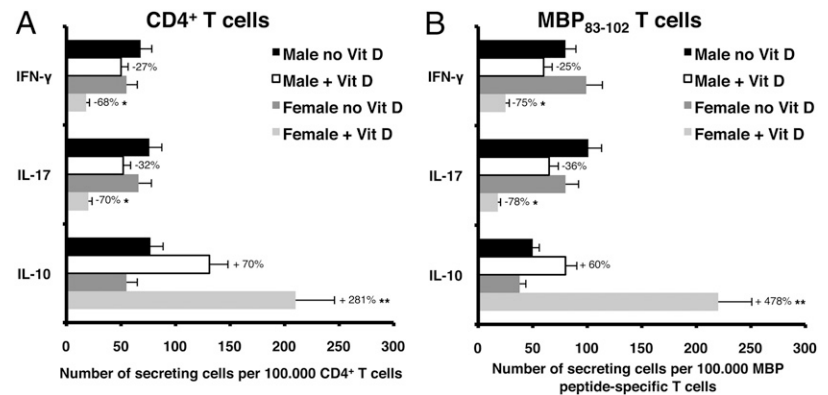 A
CD4⁺ T cells
Male no Vit D
Male + Vit D
Female no Vit D
Female + Vit D
IFN-γ
-27%
-68% *
IL-17
-32%
-70% *
IL-10
+ 70%
+ 281% **
0 50 100 150 200 250 300
Number of secreting cells per 100.000 CD4⁺ T cells
B
MBP₈₃₋₁₀₂ T cells
Male no Vit D
Male + Vit D
Female no Vit D
Female + Vit D
IFN-γ
-25%
-75% *
IL-17
-36%
-78% *
IL-10
+ 60%
+ 478% **
0 50 100 150 200 250 300
Number of secreting cells per 100.000 MBP
peptide-specific T cells